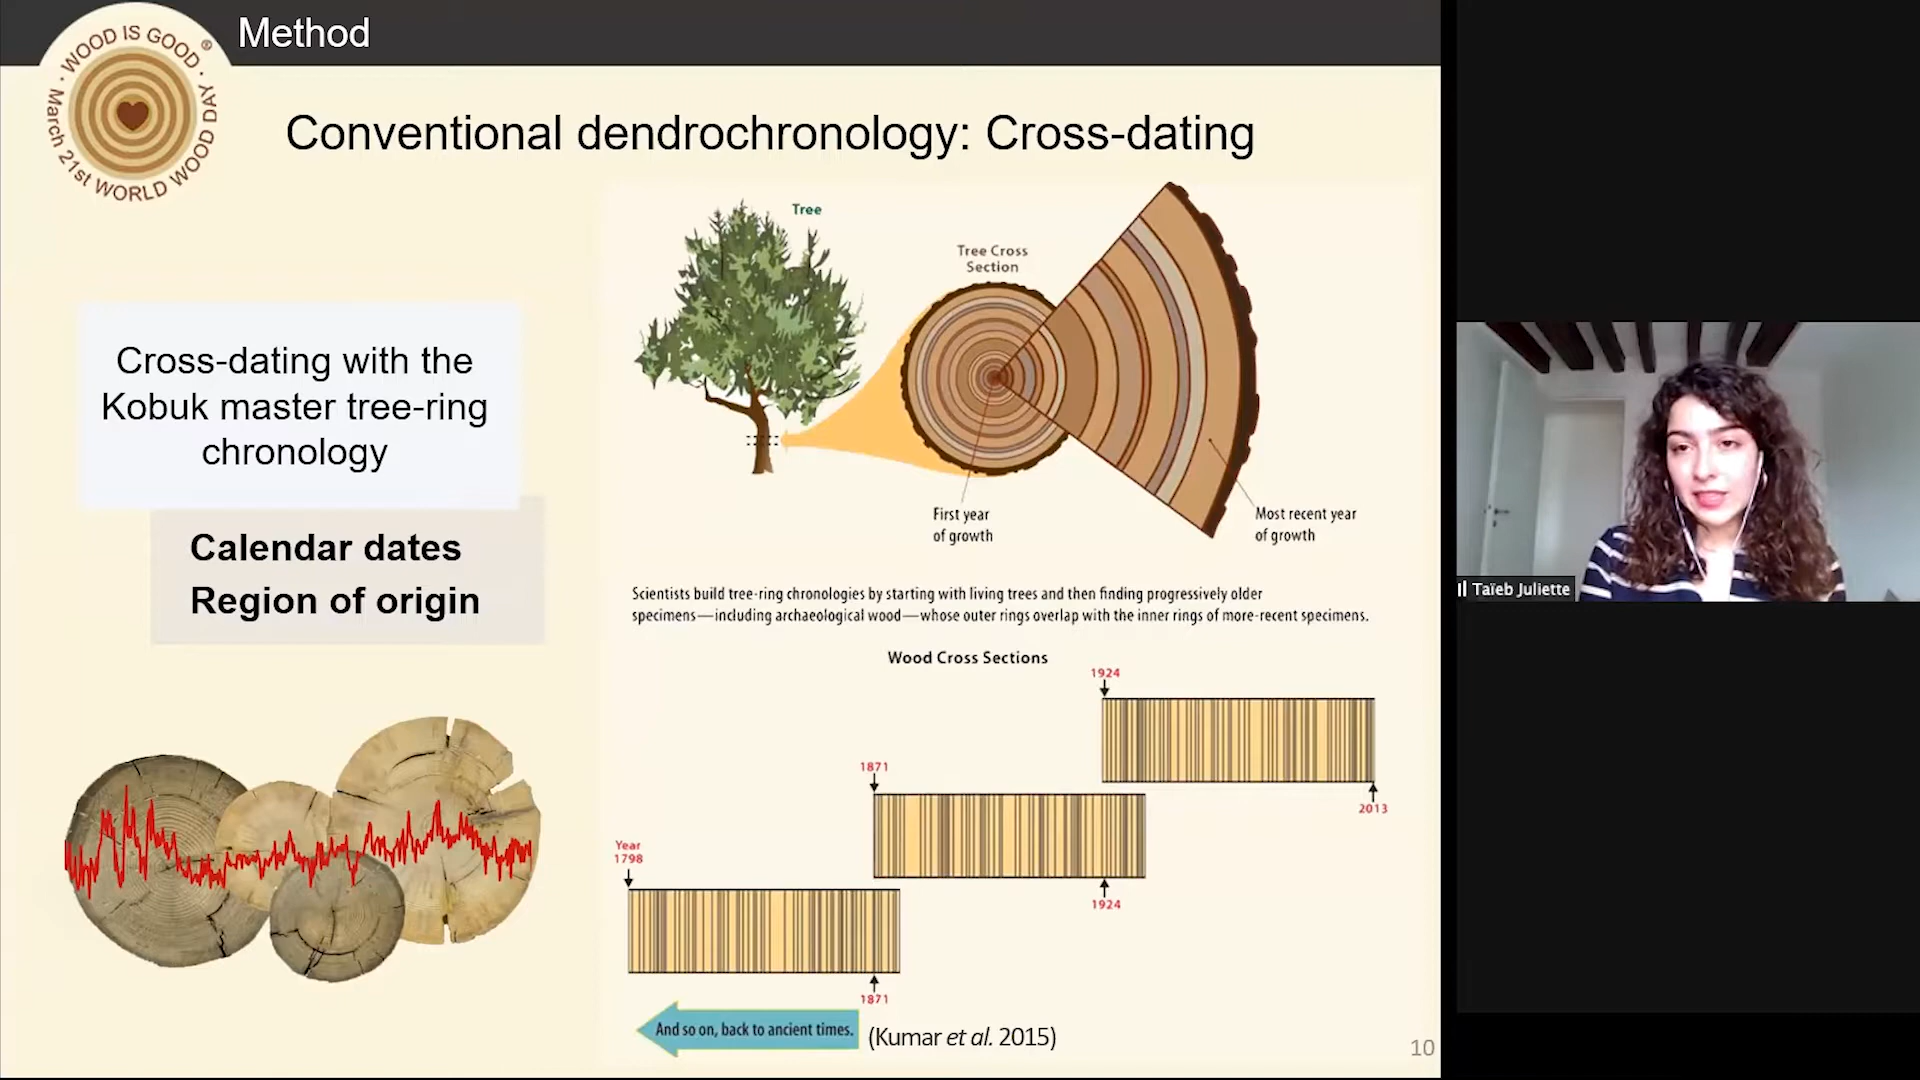 Method
WOOD IS GOOD ®
March 21st WORLD WOOD DAY
Conventional dendrochronology: Cross-dating
Cross-dating with the
Kobuk master tree-ring
chronology
Calendar dates
Region of origin
Tree
Tree Cross
Section
First year
of growth
Most recent year
of growth
Scientists build tree-ring chronologies by starting with living trees and then finding progressively older
specimens—including archaeological wood—whose outer rings overlap with the inner rings of more-recent specimens.
Wood Cross Sections
1924
2013
1871
1924
Year
1798
1871
And so on, back to ancient times.
(Kumar et al. 2015)
10
Taïeb Juliette